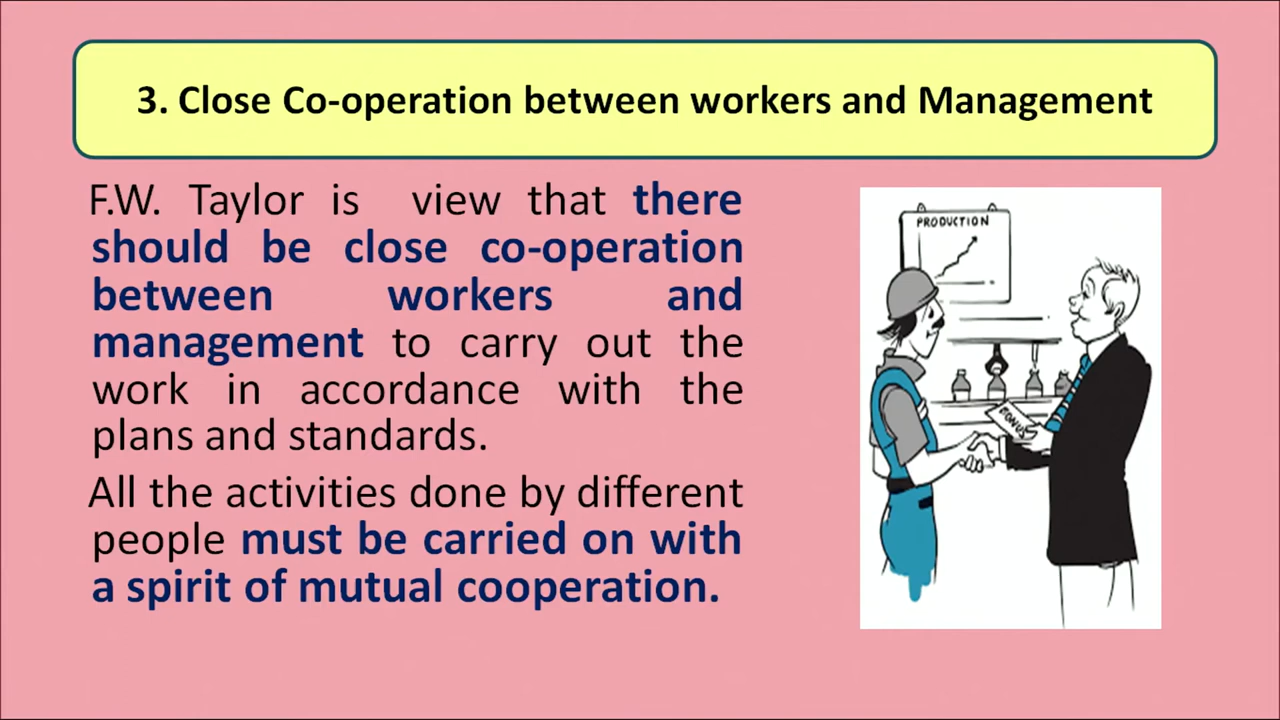 3. Close Co-operation between workers and Management
F.W. Taylor is view that there
should be close co-operation
between workers and
management to carry out the
work in accordance with the
plans and standards.
All the activities done by different
people must be carried on with
a spirit of mutual cooperation.
PRODUCTION
BONUS